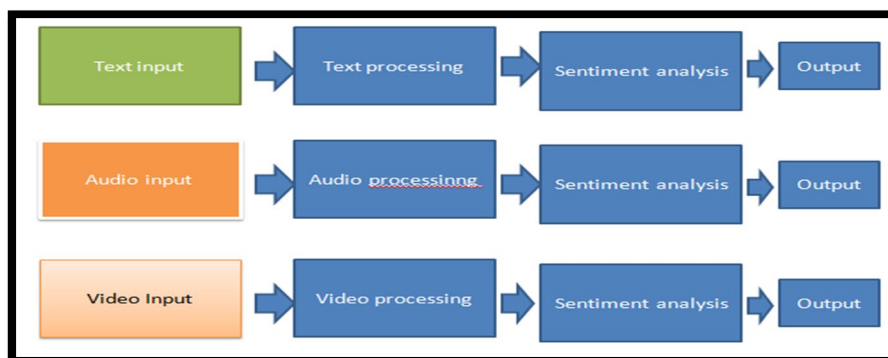 Text input
Text processing
Sentiment analysis
Output
Audio input
Audio processinng
Sentiment analysis
Output
Video Input
Video processing
Sentiment analysis
Output